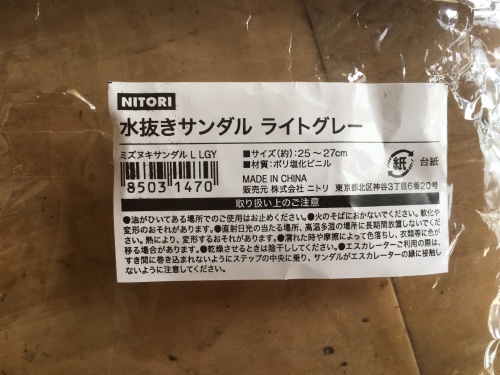 NITORI
水抜きサンダル ライトグレー
ミズヌキサンダル L LGY
8503 1470
■サイズ(約):25～27cm
■材質:ポリ塩化ビニル
MADE IN CHINA
販売元 株式会社 ニトリ 東京都北区神谷3丁目6番20号
紙 台紙
取り扱い上のご注意
●油がひいてある場所でのご使用はお止めください。●火のそばにおかないでください。軟化や
変形のおそれがあります。●直射日光の当たる場所、高温多湿の場所に長期間放置しないでく
ださい。熱により、変形するおそれがあります。●濡れた時や摩擦によって色落ちし、衣類等に色が
移る場合があります。●乾燥させるときは陰干ししてください。●エスカレーターご利用の際は、
すき間に巻き込まれないようにステップの中央に乗り、サンダルがエスカレーターの縁に接触し
ないように注意してください。